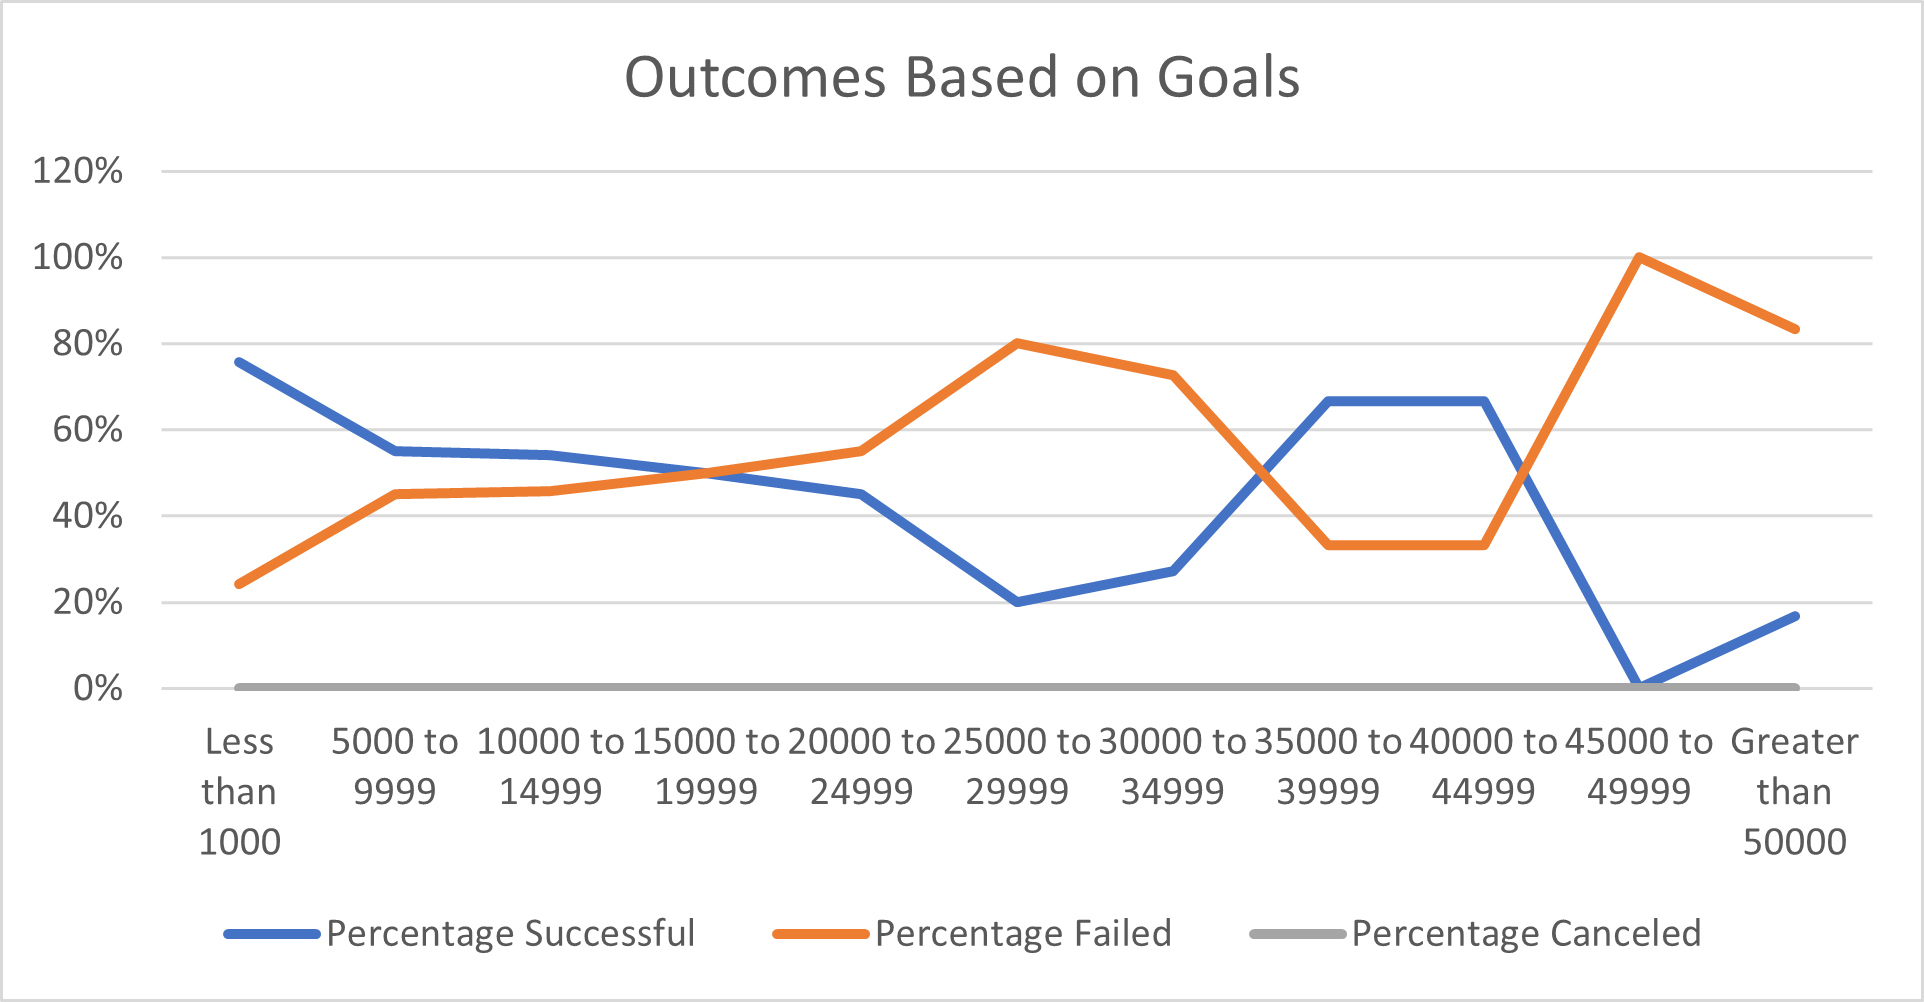 Outcomes Based on Goals
120%
100%
80%
60%
40%
20%
0%
Less than 1000
5000 to 9999
10000 to 14999
15000 to 19999
20000 to 24999
25000 to 29999
30000 to 34999
35000 to 39999
40000 to 44999
45000 to 49999
Greater than 50000
Percentage Successful
Percentage Failed
Percentage Canceled